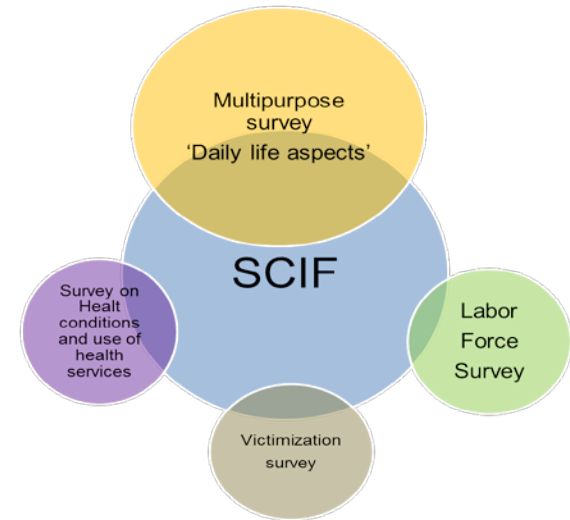 Multipurpose
survey
‘Daily life aspects’
SCIF
Survey on
Healt
conditions
and use of
health
services
Labor
Force
Survey
Victimization
survey